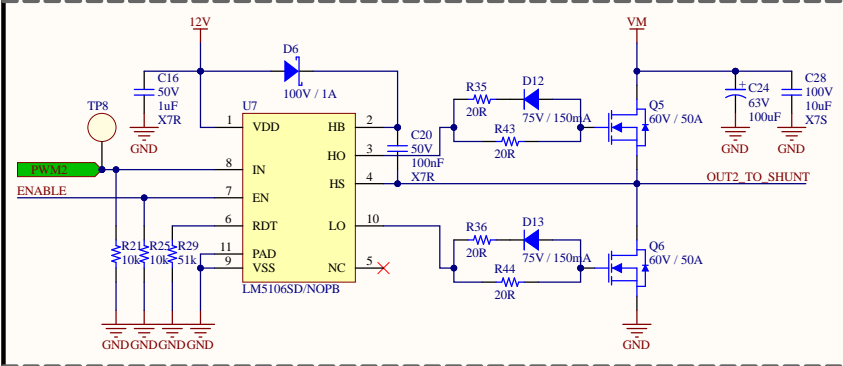 12V
VM
D6
100V / 1A
C16
50V
1uF
X7R
GND
TP8
U7
1
VDD
HB
2
HO
3
8
IN
HS
4
7
EN
6
RDT
LO
10
11
PAD
9
VSS
NC
5
LM5106SD/NOPB
C20
50V
100nF
X7R
PWM2
ENABLE
R21
10k
R25
10k
R29
51k
GND
GND
GND
GND
R35
20R
D12
75V / 150mA
R43
20R
Q5
60V / 50A
C24
63V
100uF
GND
C28
100V
10uF
X7S
GND
OUT2_TO_SHUNT
R36
20R
D13
75V / 150mA
R44
20R
Q6
60V / 50A
GND